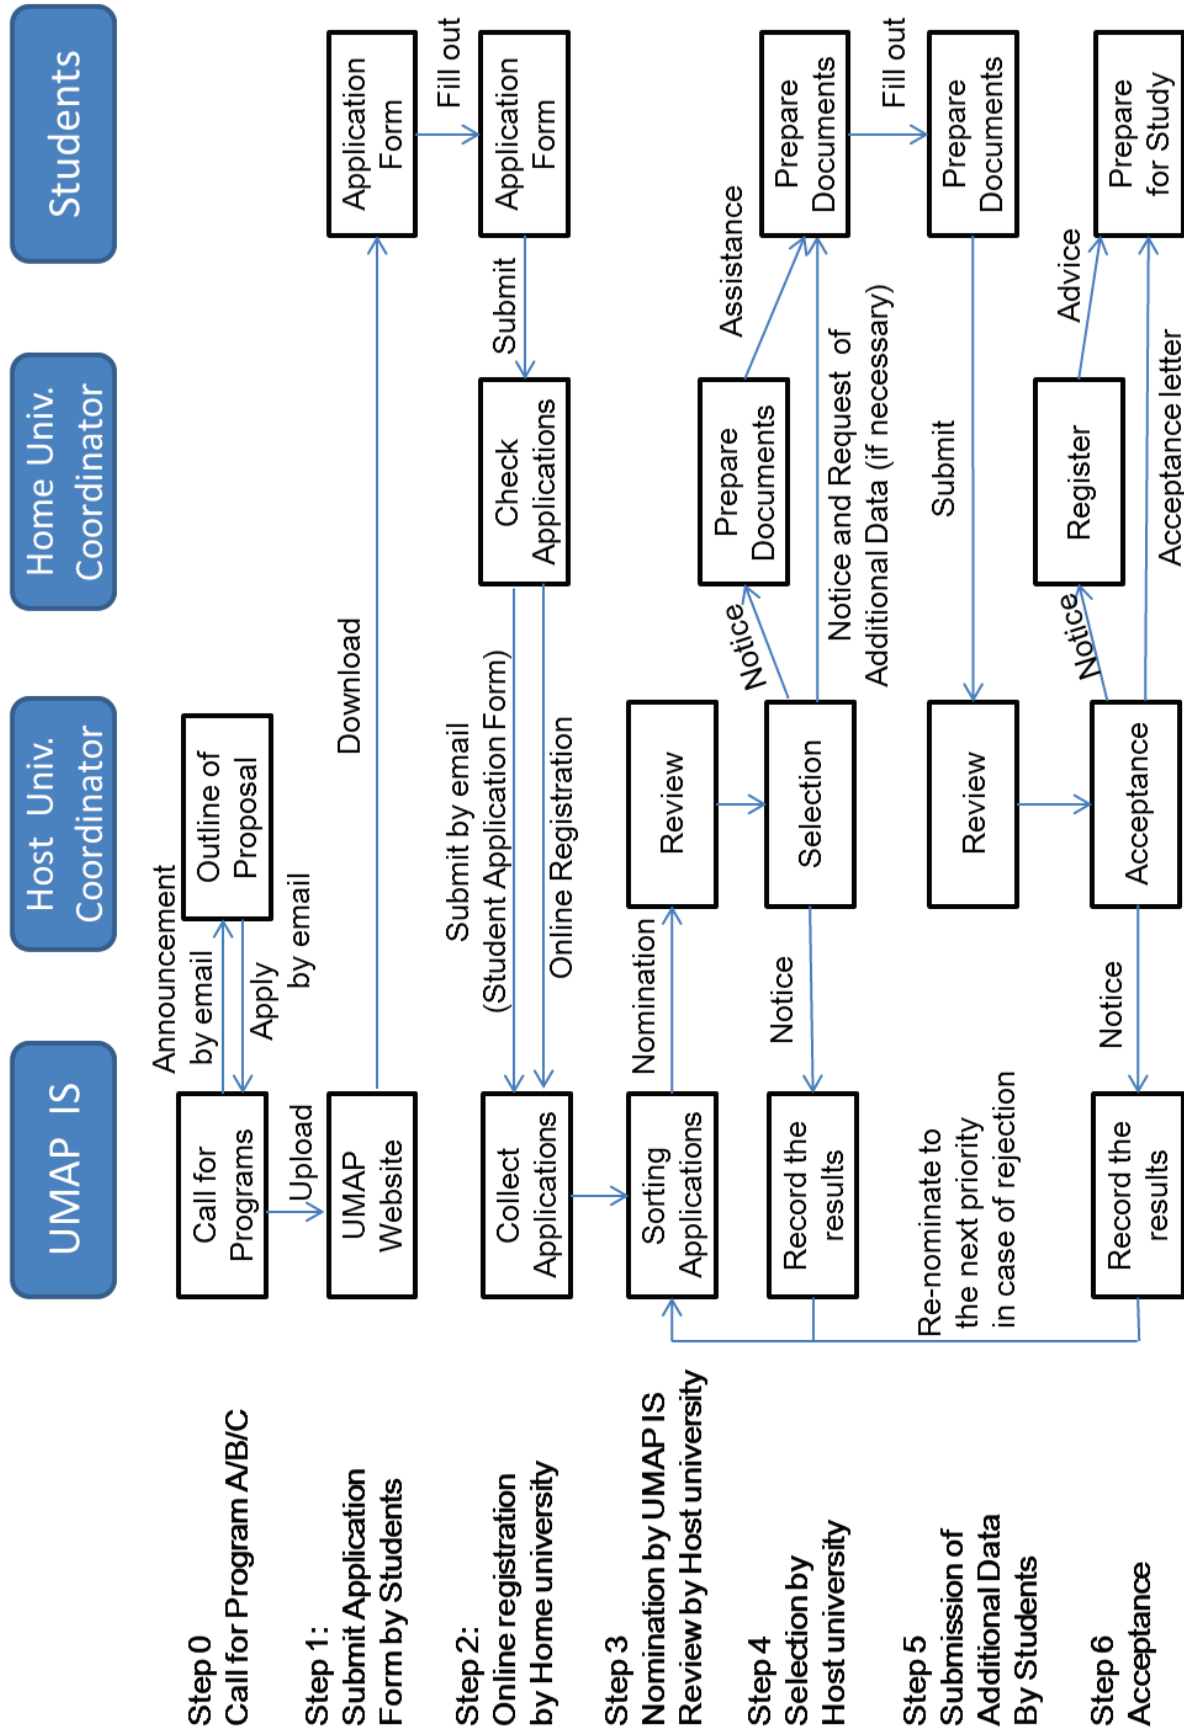 UMAP IS
Host Univ.
Coordinator
Home Univ.
Coordinator
Students
Step 0
Call for Program A/B/C
Call for
Programs
Announcement
by email
Apply
by email
Outline of
Proposal
Upload
Step 1:
Submit Application
Form by Students
UMAP
Website
Download
Application
Form
Fill out
Step 2:
Online registration
by Home university
Collect
Applications
Submit by email
(Student Application Form)
Online Registration
Check
Applications
Submit
Application
Form
Step 3
Nomination by UMAP IS
Review by Host university
Sorting
Applications
Nomination
Review
Step 4
Selection by
Host university
Record the
results
Notice
Selection
Notice
Prepare
Documents
Assistance
Notice and Request of
Additional Data (if necessary)
Prepare
Documents
Fill out
Step 5
Submission of
Additional Data
By Students
Re-nominate to
the next priority
in case of rejection
Review
Submit
Prepare
Documents
Step 6
Acceptance
Record the
results
Notice
Acceptance
Notice
Register
Advice
Acceptance letter
Prepare
for Study